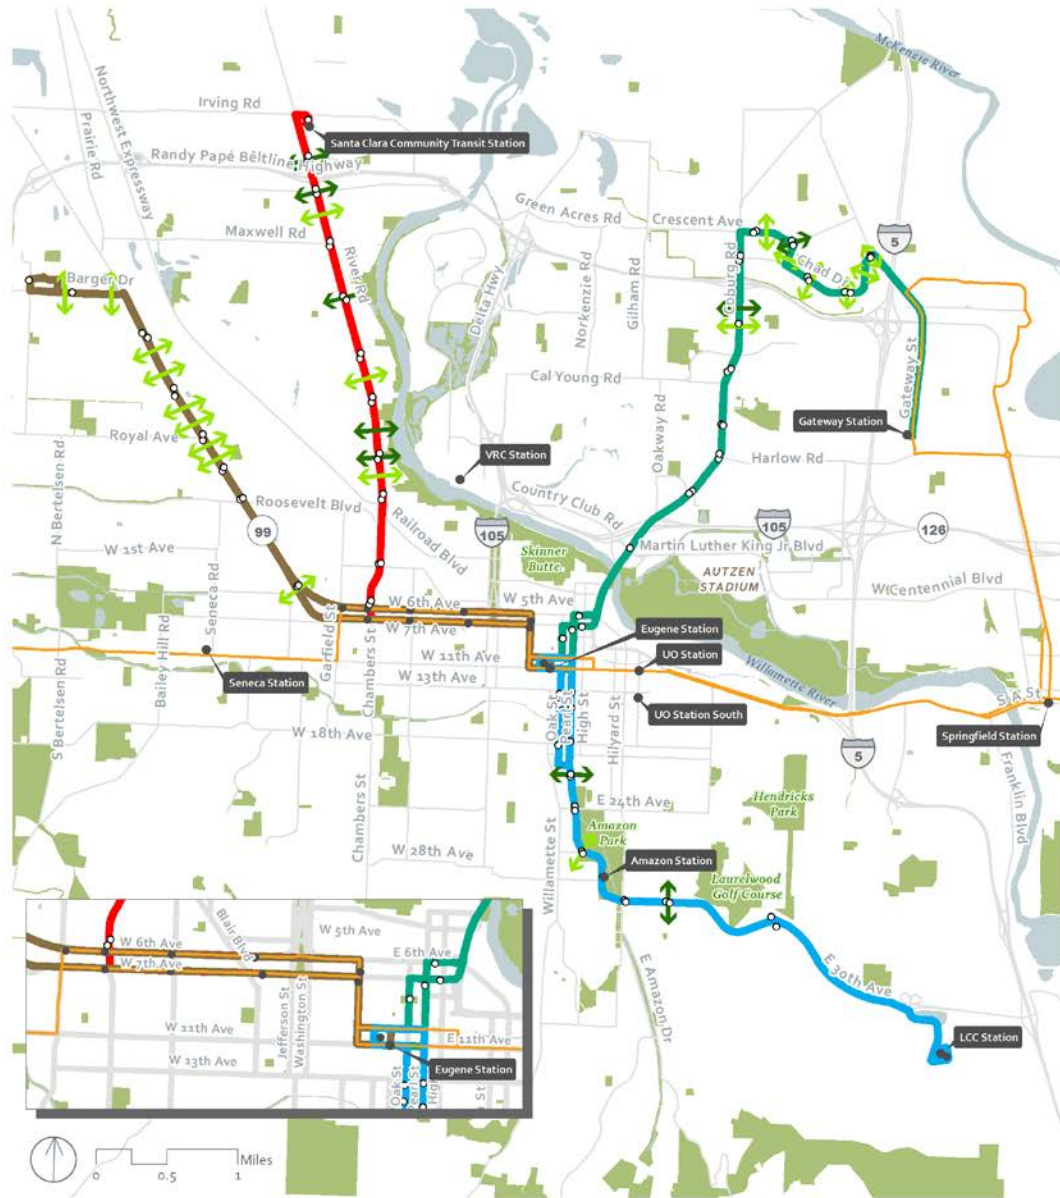 McKenzie River
Irving Rd
Prairie Rd
Northwest Expressway
Santa Clara Community Transit Station
Randy Papé Beltline Highway
Green Acres Rd
Crescent Ave
5
Maxwell Rd
River Rd
Delta Hwy
Norkenzie Rd
Gilham Rd
Coburg Rd
Chad Dr
Barger Dr
Gateway St
Cal Young Rd
Oakway Rd
Gateway Station
Royal Ave
N Bertelsen Rd
VRC Station
Harlow Rd
Roosevelt Blvd
Country Club Rd
99
Railroad Blvd
105
105
126
W 1st Ave
Seneca Rd
Skinner
Butte
Martin Luther King Jr Blvd
AUTZEN
STADIUM
W Centennial Blvd
W 6th Ave
W 5th Ave
W 7th Ave
Bailey Hill Rd
Garfield St
Chambers St
Eugene Station
W 11th Ave
UO Station
Seneca Station
W 13th Ave
Willamette River
S A St
S Bertelsen Rd
Oak St
Pearl St
High St
Hilyard St
UO Station South
Springfield Station
W 18th Ave
5
Franklin Blvd
E 24th Ave
Hendricks
Park
Chambers St
Willamette St
Amazon
Park
W 28th Ave
Amazon Station
Laurelwood
Golf Course
E Amazon Dr
E 30th Ave
LCC Station
W 6th Ave
Blair Blvd
W 5th Ave
E 6th Ave
W 7th Ave
Jefferson St
Washington St
W 11th Ave
E 11th Ave
W 13th Ave
Eugene Station
Oak St
Pearl St
High
St
0
0.5
1
Miles